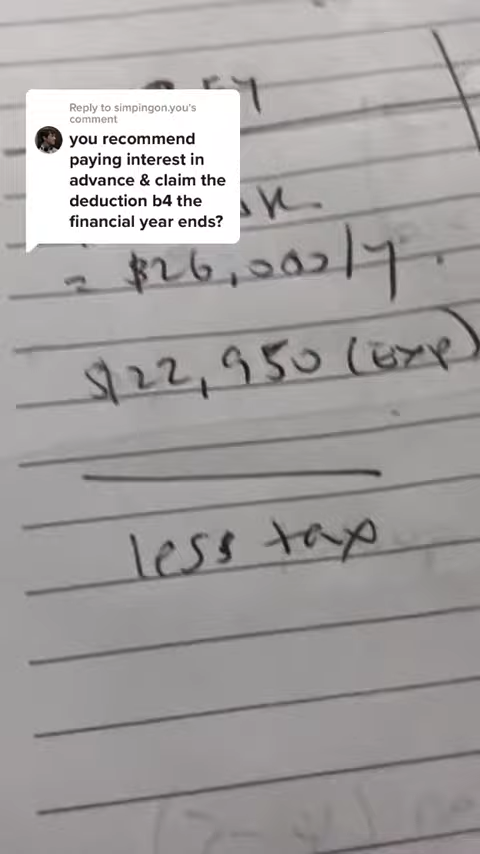 Reply to simpingon.you's
comment
you recommend
paying interest in
advance & claim the
deduction b4 the
financial year ends?
= $26,000/y.
$22,950 (exp)
less tax